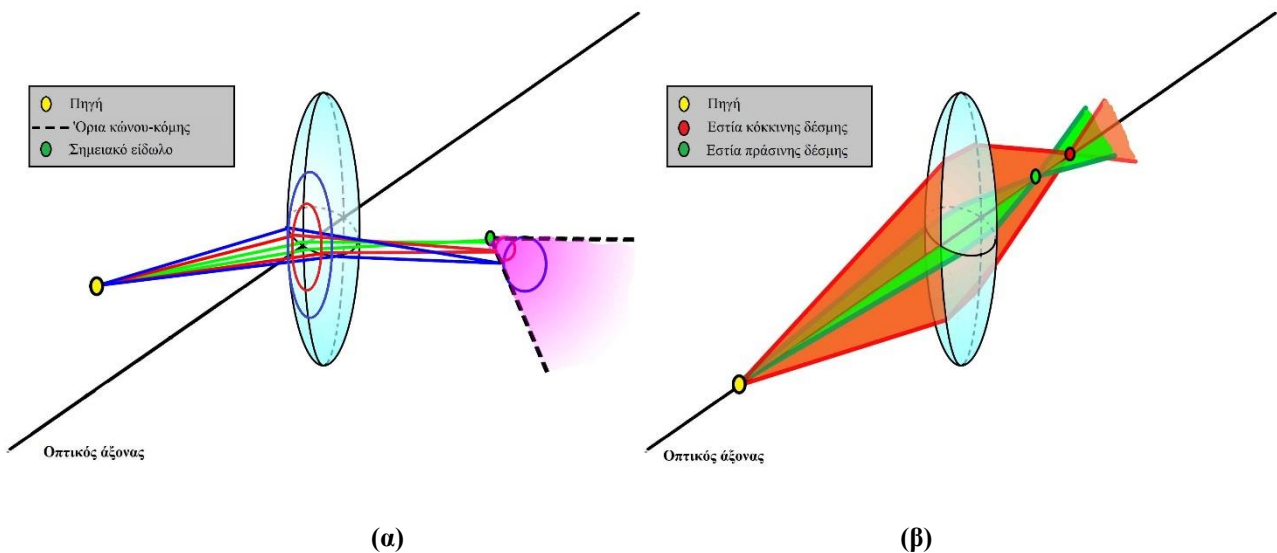 Πηγή
Όρια κώνου-κόμης
Σημειακό είδωλο
Οπτικός άξονας
(α)
Πηγή
Εστία κόκκινης δέσμης
Εστία πράσινης δέσμης
Οπτικός άξονας
(β)